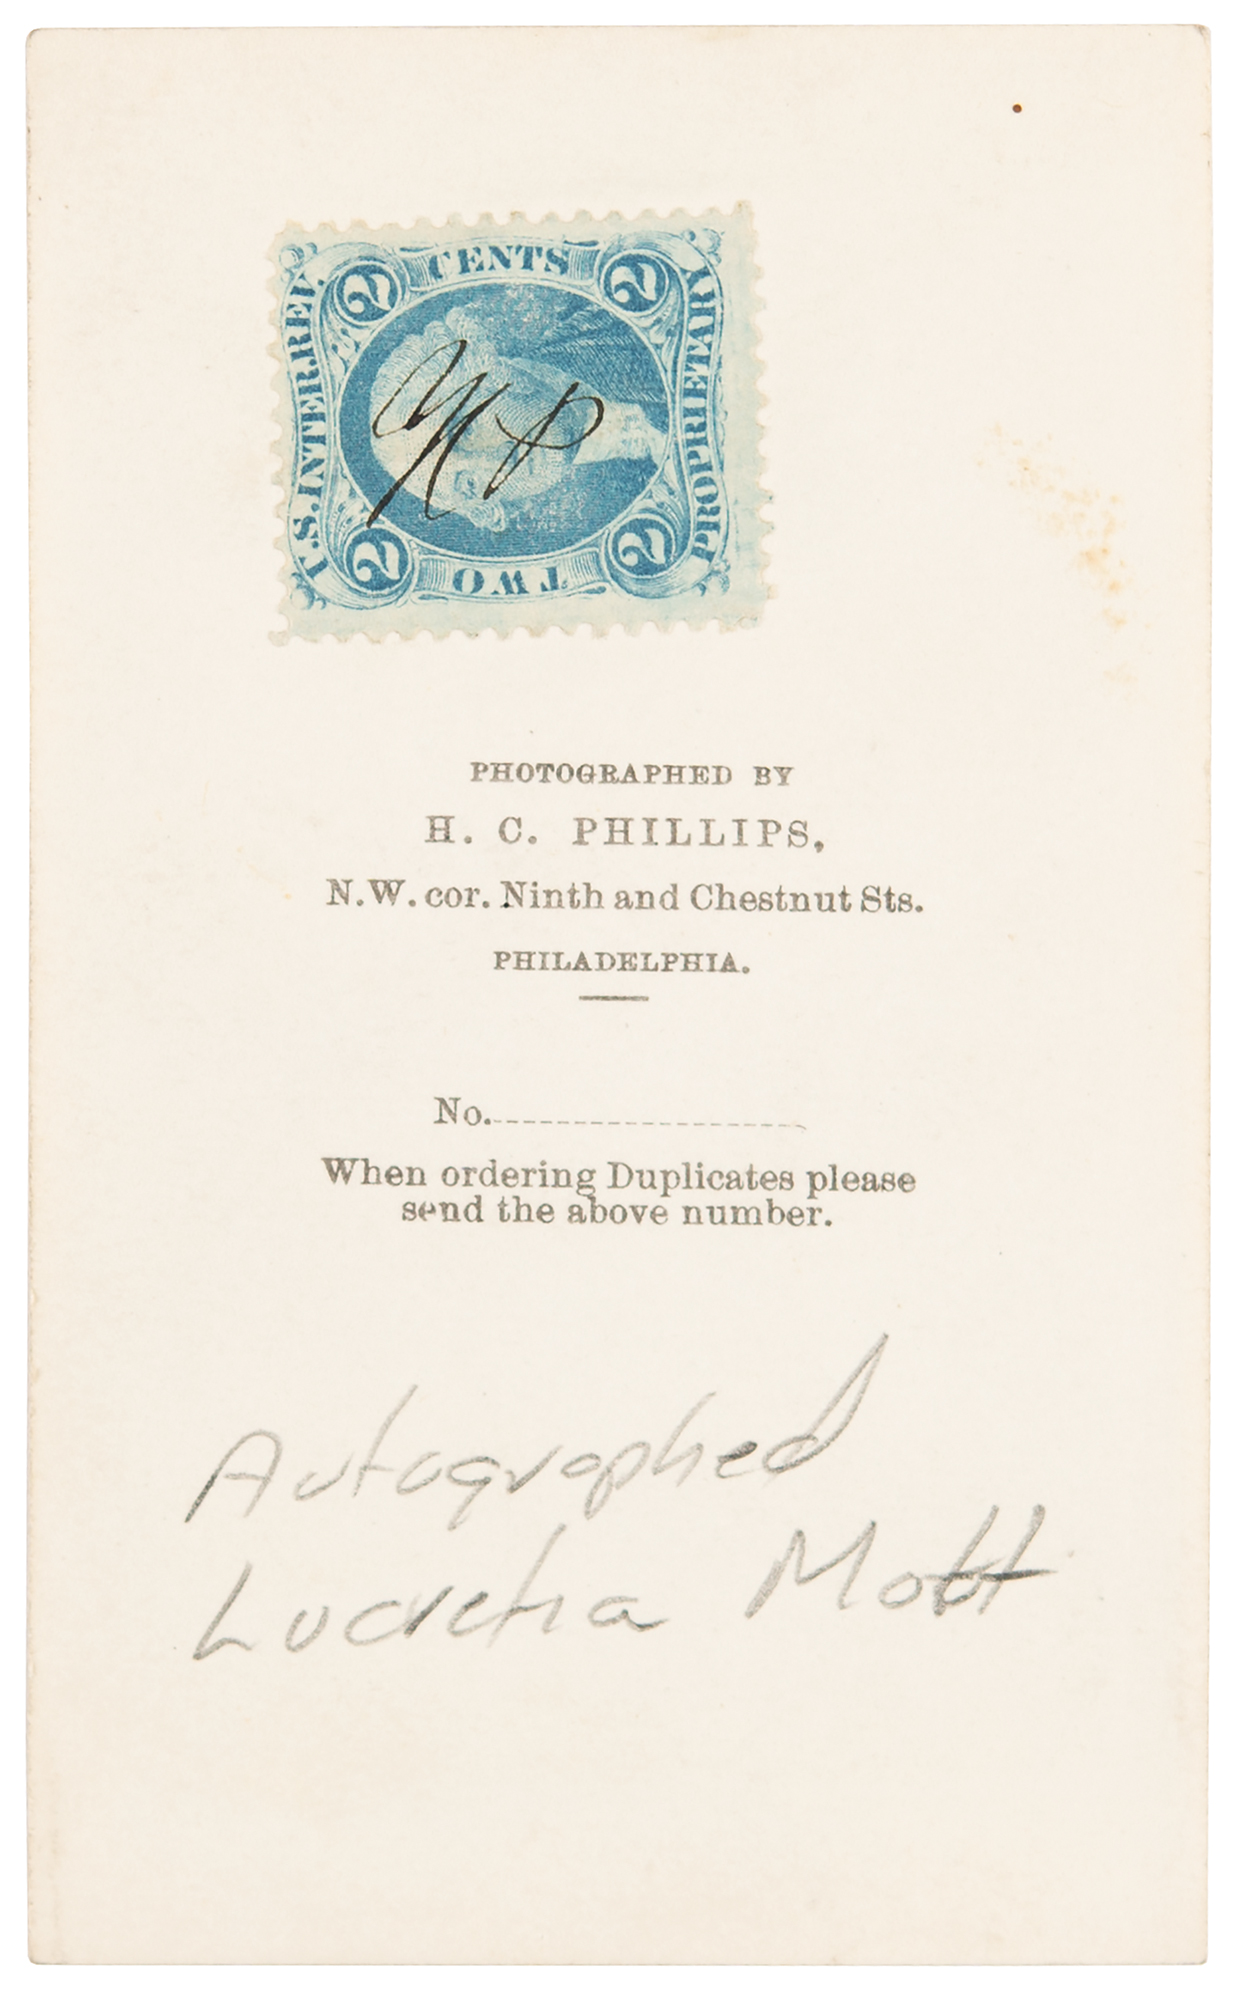 U.S. INTER. REV.
2 CENTS 2
PROPRIETARY
2 TWO 2
PHOTOGRAPHED BY
H. C. PHILLIPS,
N.W. cor. Ninth and Chestnut Sts.
PHILADELPHIA.
No.
When ordering Duplicates please
send the above number.
Autographed
Lucretia Mott